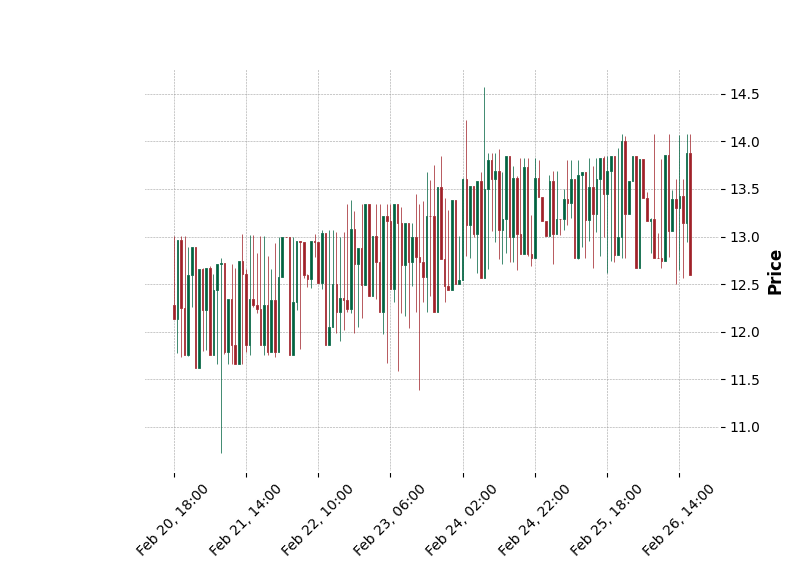 14.5
14.0
13.5
13.0
12.5
12.0
11.5
11.0
Price
Feb 20, 18:00
Feb 21, 14:00
Feb 22, 10:00
Feb 23, 06:00
Feb 24, 02:00
Feb 24, 22:00
Feb 25, 18:00
Feb 26, 14:00